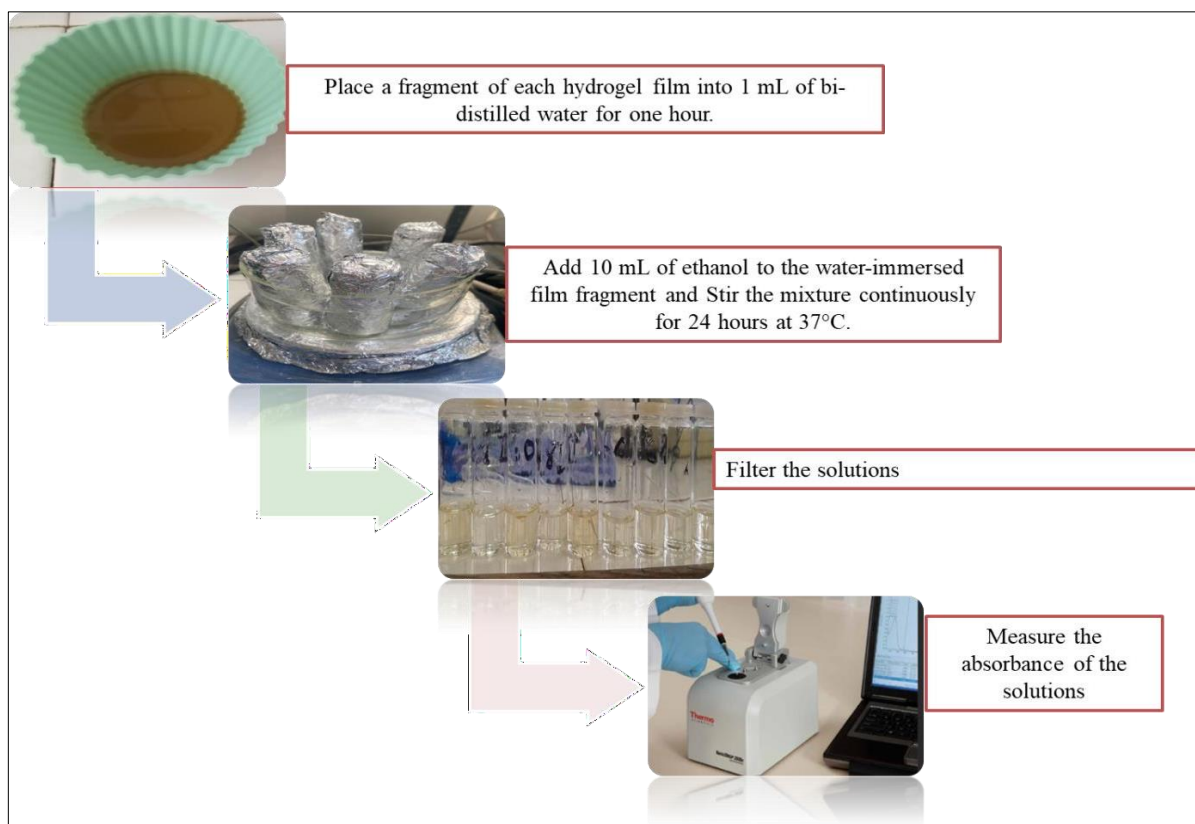 Place a fragment of each hydrogel film into 1 mL of bi-
distilled water for one hour.
Add 10 mL of ethanol to the water-immersed
film fragment and Stir the mixture continuously
for 24 hours at 37°C.
Filter the solutions
Measure the
absorbance of the
solutions
Thermo